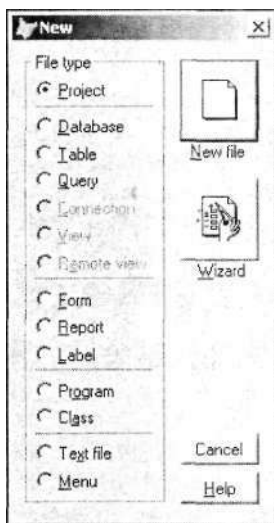 New
File type
Project
Database
Table
Query
Connection
View
Remote view
Form
Report
Label
Program
Class
Text file
Menu
New file
Wizard
Cancel
Help